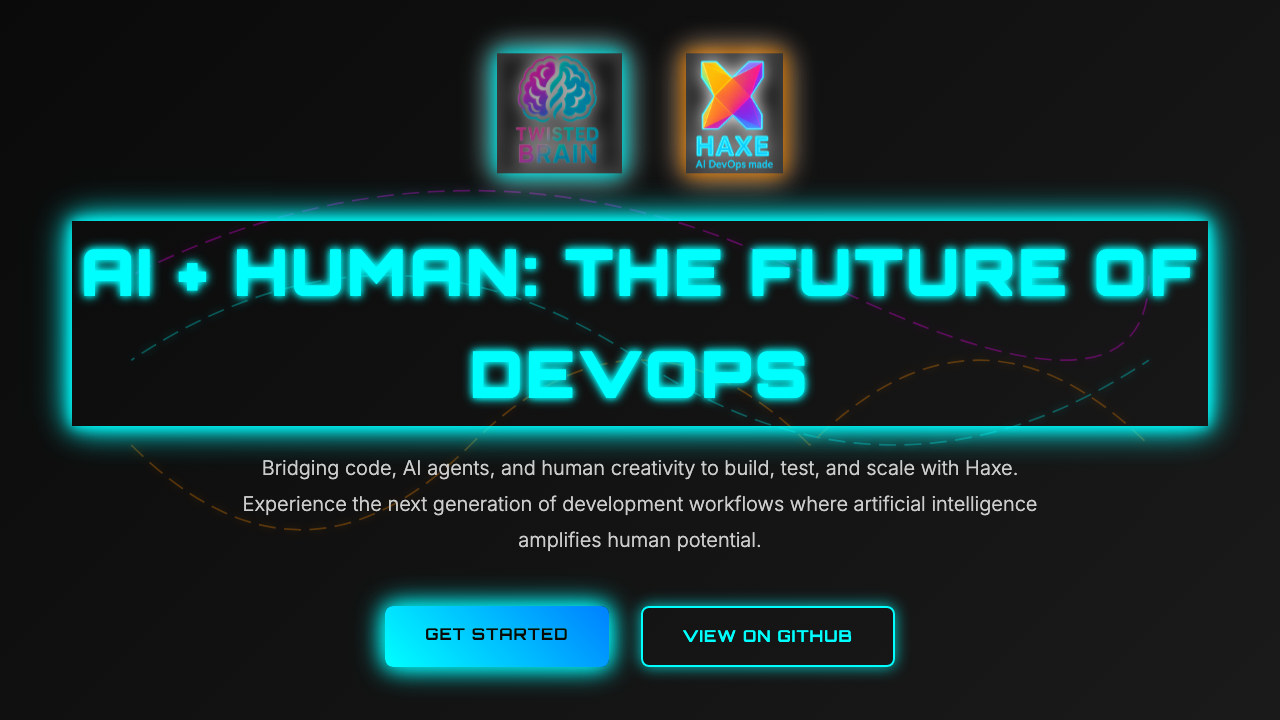 TWISTED
BRAIN
HAXE
AI DevOps made
AI + HUMAN: THE FUTURE OF
DEVOPS
Bridging code, AI agents, and human creativity to build, test, and scale with Haxe.
Experience the next generation of development workflows where artificial intelligence
amplifies human potential.
GET STARTED
VIEW ON GITHUB